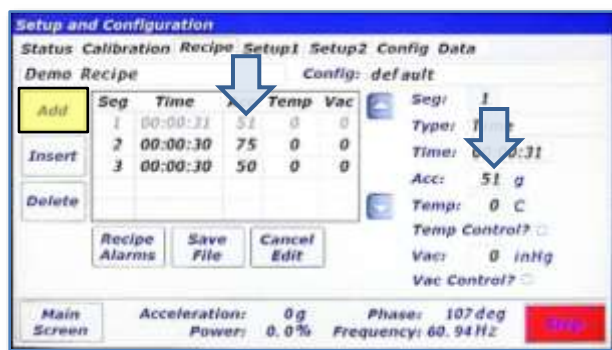 Setup and Configuration
Status Calibration Recipe Setup1 Setup2 Config Data
Demo Recipe Config: default
Add
Insert
Delete
Seg Time Temp Vac
1 00:00:31 51 0 0
2 00:00:30 75 0 0
3 00:00:30 50 0 0
Recipe Alarms
Save File
Cancel Edit
Seg: 1
Type:
Time: :31
Acc: 51 g
Temp: 0 C
Temp Control?
Vac: 0 inHg
Vac Control?
Main Screen
Acceleration: 0 g
Power: 0.0%
Phase: 107 deg
Frequency: 60.94Hz
Stop